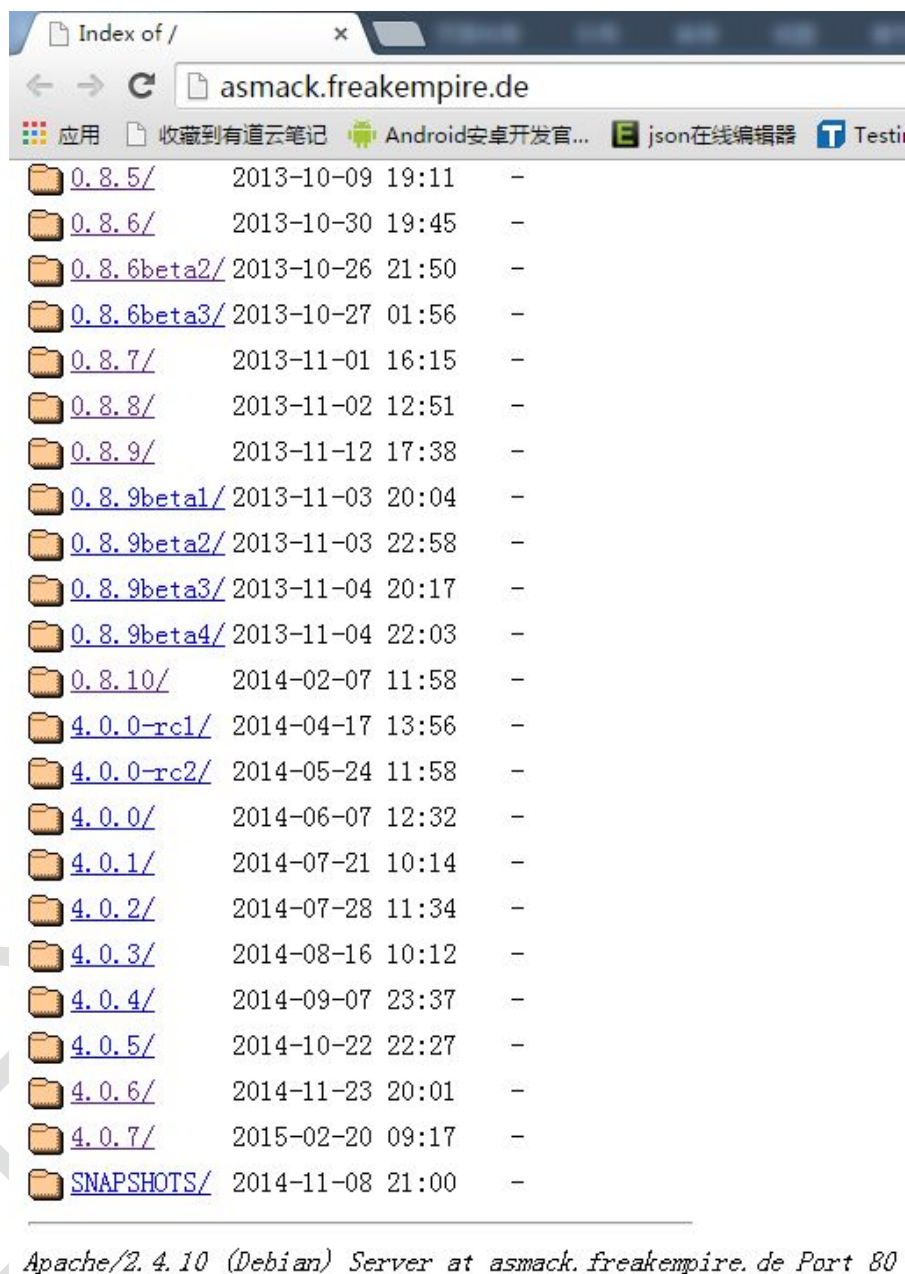 Index of /
asmack.freakempire.de
应用 收藏到有道云笔记 Android安卓开发官... json在线编辑器 Testi
0.8.5/ 2013-10-09 19:11 -
0.8.6/ 2013-10-30 19:45 -
0.8.6beta2/ 2013-10-26 21:50 -
0.8.6beta3/ 2013-10-27 01:56 -
0.8.7/ 2013-11-01 16:15 -
0.8.8/ 2013-11-02 12:51 -
0.8.9/ 2013-11-12 17:38 -
0.8.9beta1/ 2013-11-03 20:04 -
0.8.9beta2/ 2013-11-03 22:58 -
0.8.9beta3/ 2013-11-04 20:17 -
0.8.9beta4/ 2013-11-04 22:03 -
0.8.10/ 2014-02-07 11:58 -
4.0.0-rc1/ 2014-04-17 13:56 -
4.0.0-rc2/ 2014-05-24 11:58 -
4.0.0/ 2014-06-07 12:32 -
4.0.1/ 2014-07-21 10:14 -
4.0.2/ 2014-07-28 11:34 -
4.0.3/ 2014-08-16 10:12 -
4.0.4/ 2014-09-07 23:37 -
4.0.5/ 2014-10-22 22:27 -
4.0.6/ 2014-11-23 20:01 -
4.0.7/ 2015-02-20 09:17 -
SNAPSHOTS/ 2014-11-08 21:00 -
Apache/2.4.10 (Debian) Server at asmack.freakempire.de Port 80